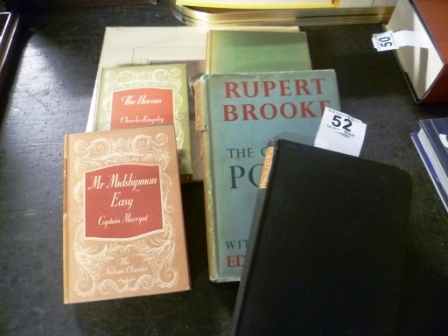 50
The Heroes
Charles Kingsley
RUPERT
BROOKE
52
THE
PO
WIT
ED
Mr Midshipman
Easy
Captain Marryat
The
Nelson Classics